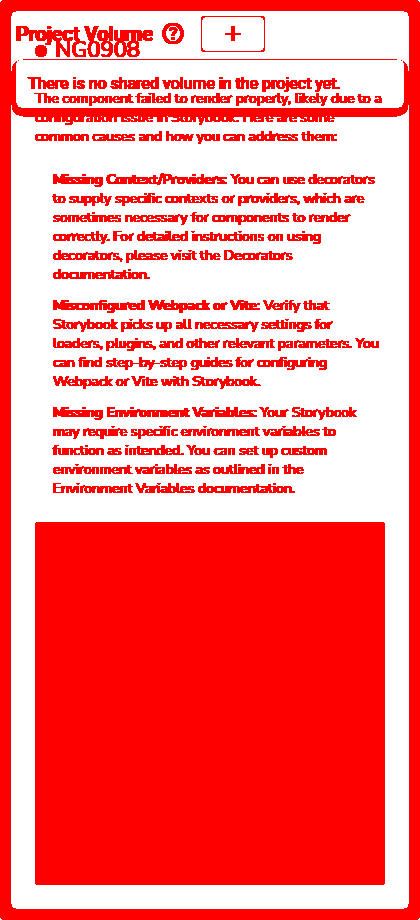 Project Volume ?
+
NG0908
There is no shared volume in the project yet.
The component failed to render properly, likely due to a
configuration issue in Storybook. Here are some
common causes and how you can address them:
Missing Context/Providers: You can use decorators
to supply specific contexts or providers, which are
sometimes necessary for components to render
correctly. For detailed instructions on using
decorators, please visit the Decorators
documentation.
Misconfigured Webpack or Vite: Verify that
Storybook picks up all necessary settings for
loaders, plugins, and other relevant parameters. You
can find step-by-step guides for configuring
Webpack or Vite with Storybook.
Missing Environment Variables: Your Storybook
may require specific environment variables to
function as intended. You can set up custom
environment variables as outlined in the
Environment Variables documentation.